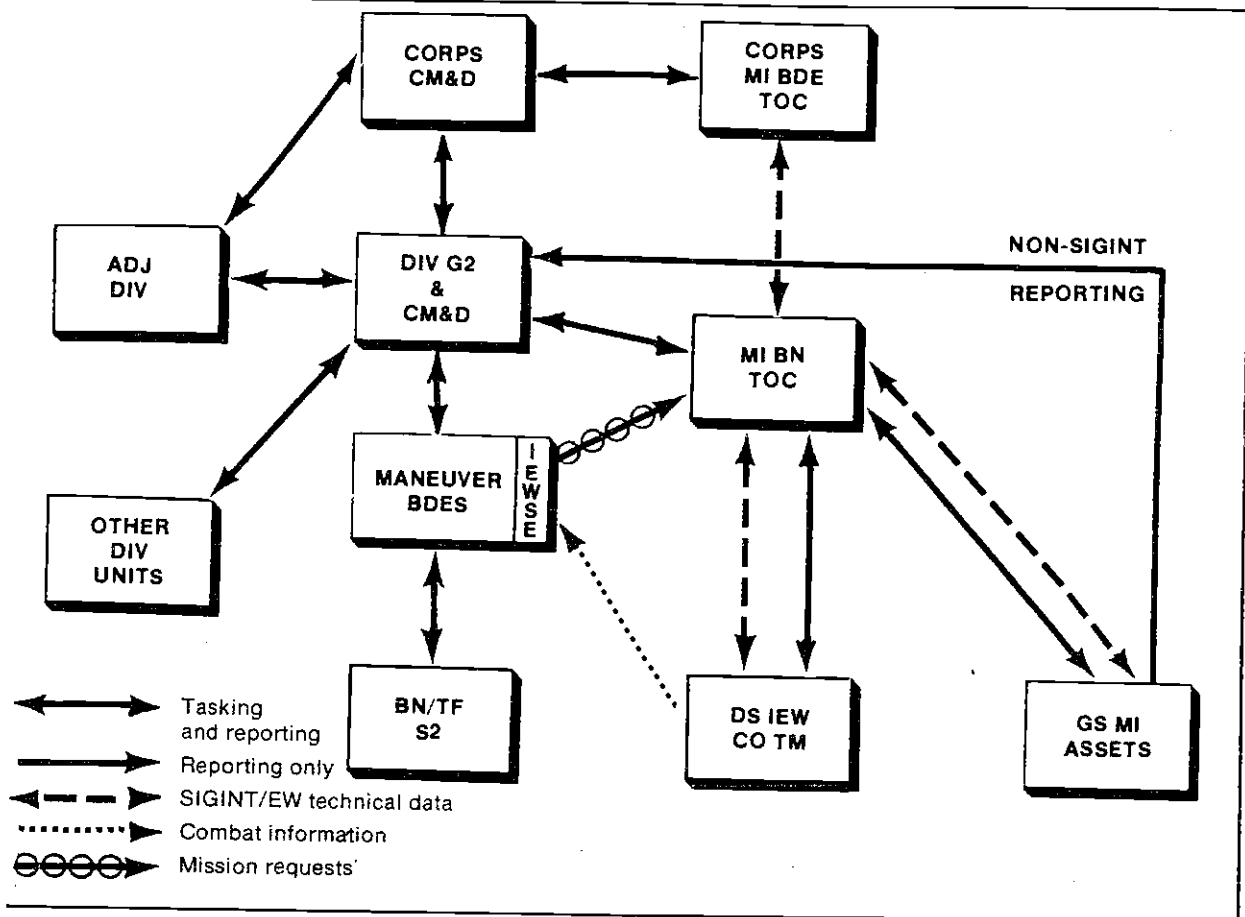 CORPS
CM&D
CORPS
MI BDE
TOC
ADJ
DIV
DIV G2
&
CM&D
NON-SIGINT
REPORTING
MI BN
TOC
MANEUVER
BDES
IEWSE
OTHER
DIV
UNITS
BN/TF
S2
DS IEW
CO TM
GS MI
ASSETS
Tasking
and reporting
Reporting only
SIGINT/EW technical data
Combat information
Mission requests